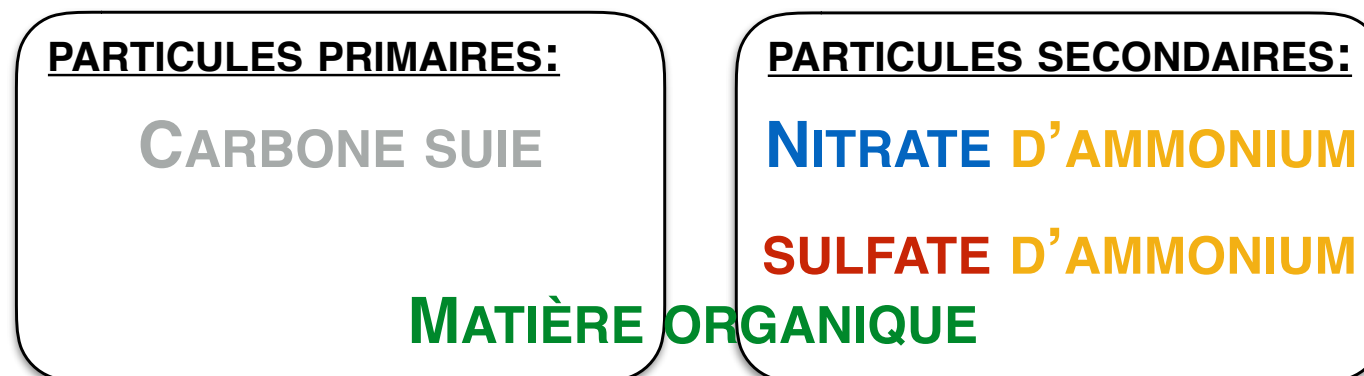 PARTICULES PRIMAIRES:
CARBONE SUIE
PARTICULES SECONDAIRES:
NITRATE D'AMMONIUM
SULFATE D'AMMONIUM
MATIÈRE ORGANIQUE